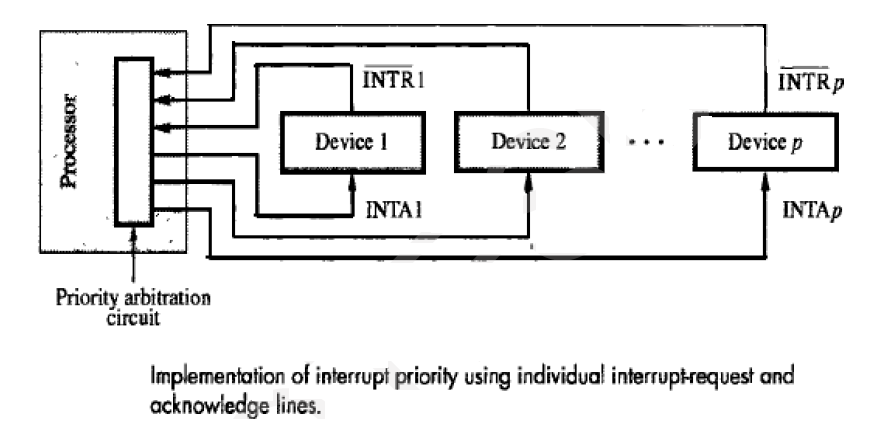 INTR1
INTRp
Processor
Device 1
Device 2
. . .
Device p
INTA1
INTAp
Priority arbitration
circuit
Implementation of interrupt priority using individual interrupt-request and
acknowledge lines.